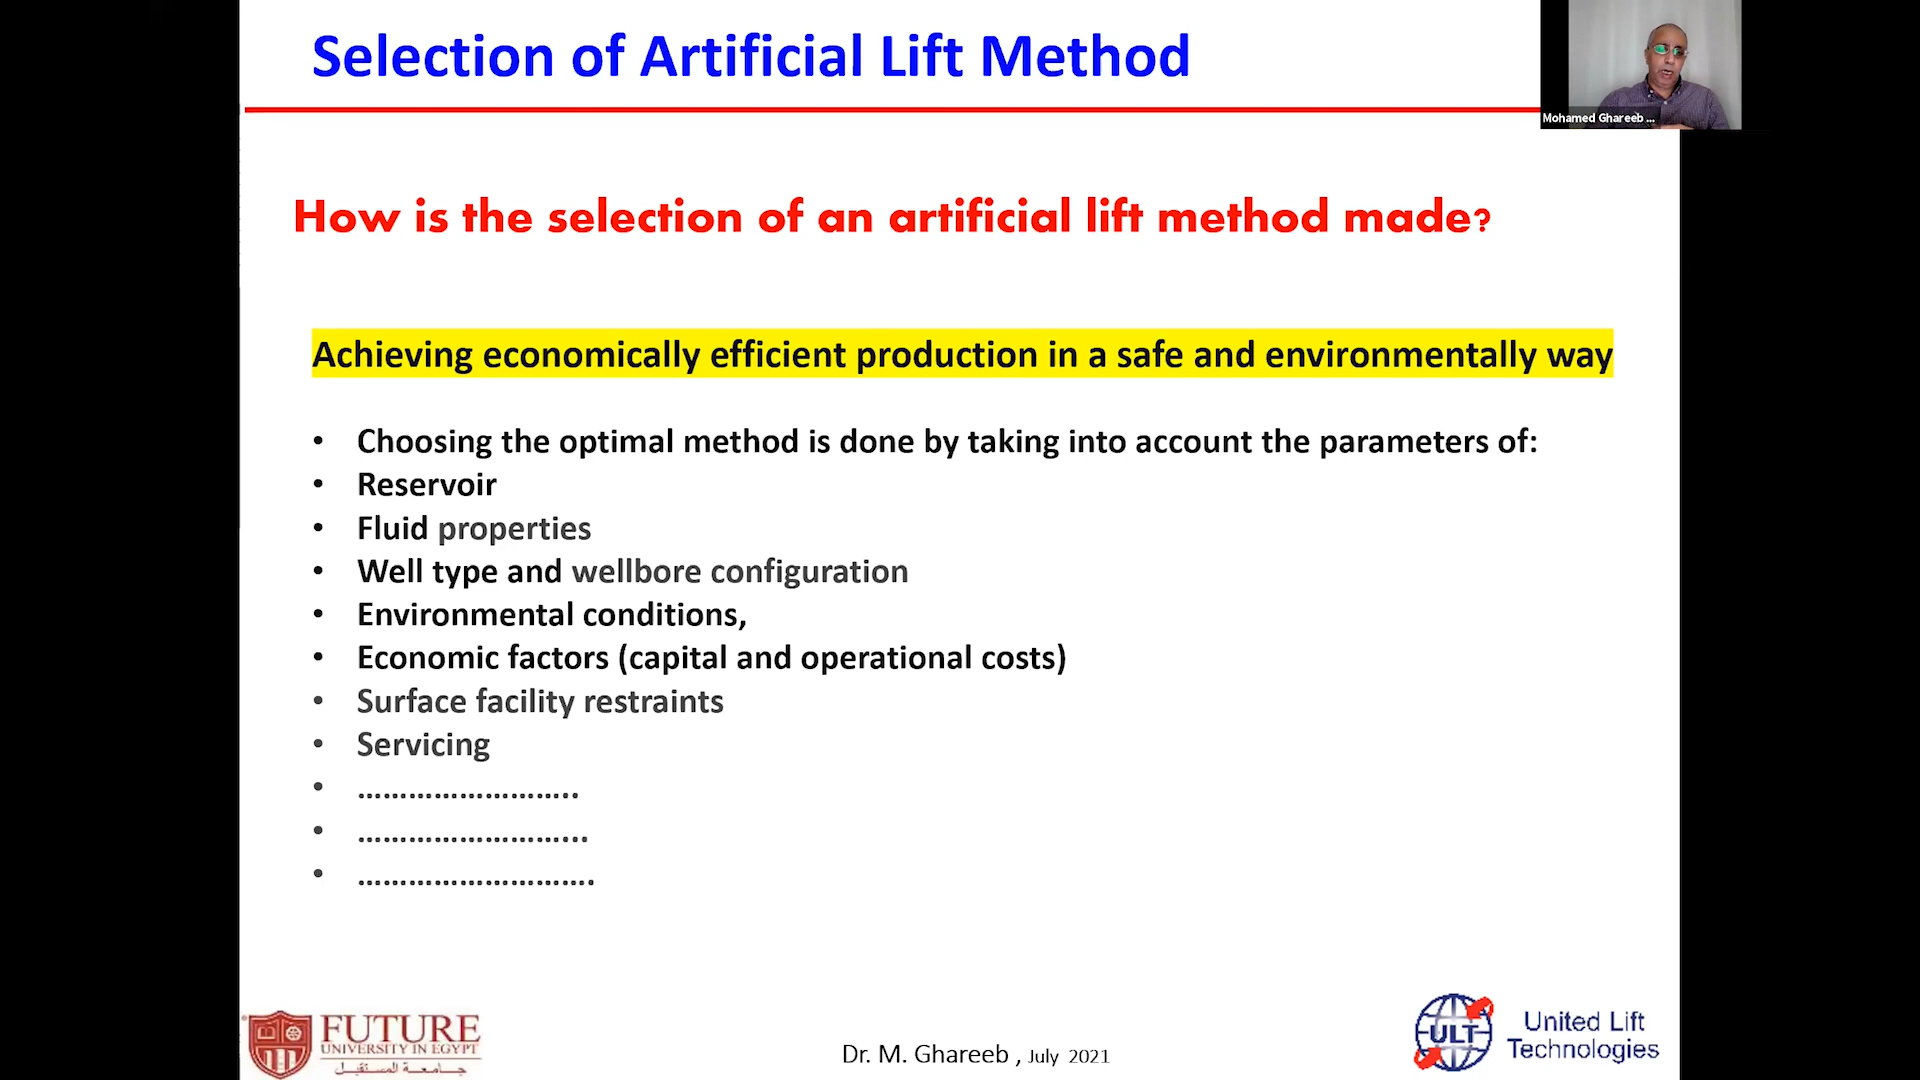 Selection of Artificial Lift Method
Mohamed Ghareeb ...
How is the selection of an artificial lift method made?
Achieving economically efficient production in a safe and environmentally way
• Choosing the optimal method is done by taking into account the parameters of:
• Reservoir
• Fluid properties
• Well type and wellbore configuration
• Environmental conditions,
• Economic factors (capital and operational costs)
• Surface facility restraints
• Servicing
• ……………………..
• ……………………...
• ……………………….
FUTURE
UNIVERSITY IN EGYPT
جامعة المستقبل
Dr. M. Ghareeb , July 2021
ULT
United Lift
Technologies